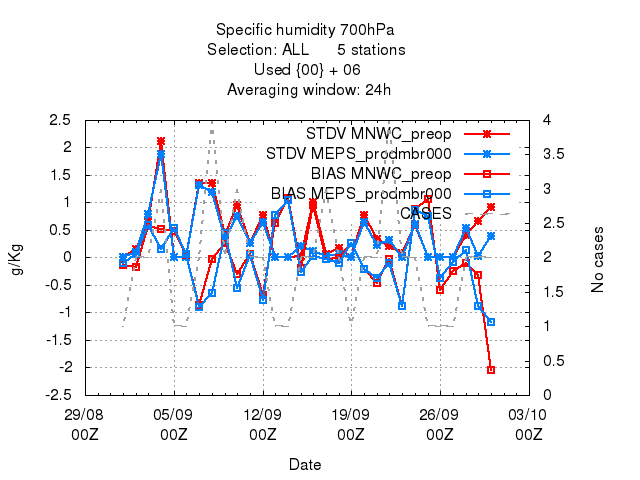 Specific humidity 700hPa
Selection: ALL 5 stations
Used {00} + 06
Averaging window: 24h
STDV MNWC_preop
STDV MEPS_prodmbr000
BIAS MNWC_preop
BIAS MEPS_prodmbr000
CASES
g/Kg
2.5
2
1.5
1
0.5
0
-0.5
-1
-1.5
-2
-2.5
No cases
4
3.5
3
2.5
2
1.5
1
0.5
0
29/08 05/09 12/09 19/09 26/09 03/10
00Z 00Z 00Z 00Z 00Z 00Z
Date